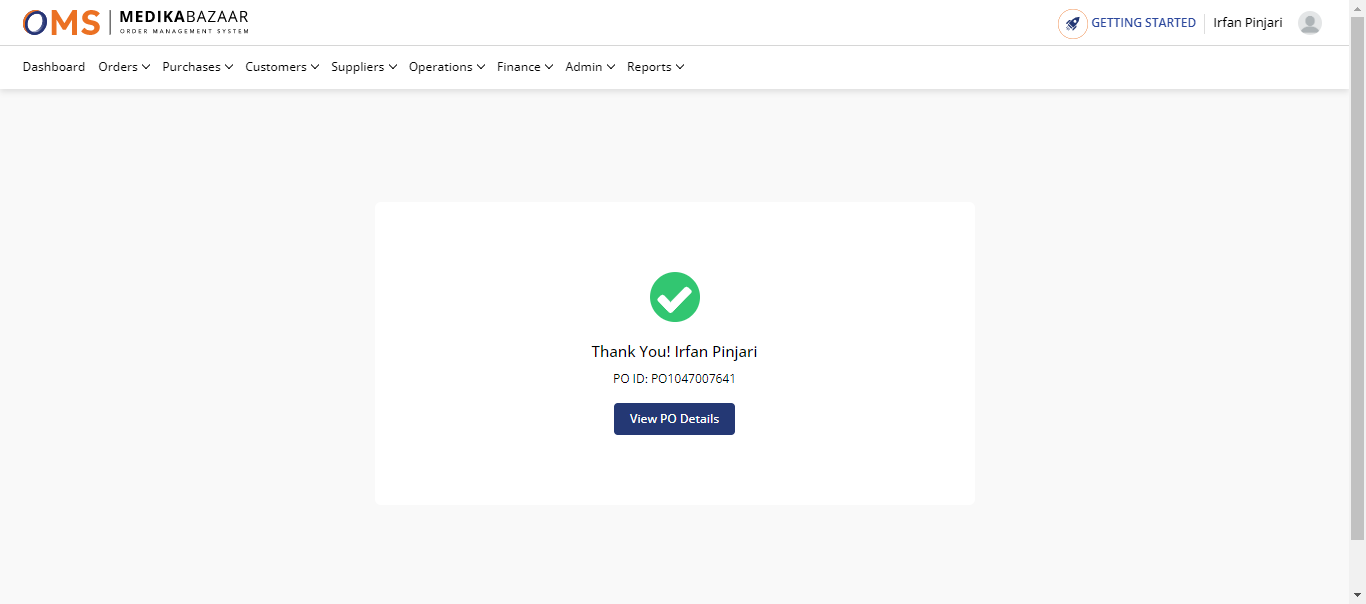 OMS | MEDIKABAZAAR
ORDER MANAGEMENT SYSTEM
GETTING STARTED
Irfan Pinjari
Dashboard Orders Purchases Customers Suppliers Operations Finance Admin Reports
Thank You! Irfan Pinjari
PO ID: PO1047007641
View PO Details